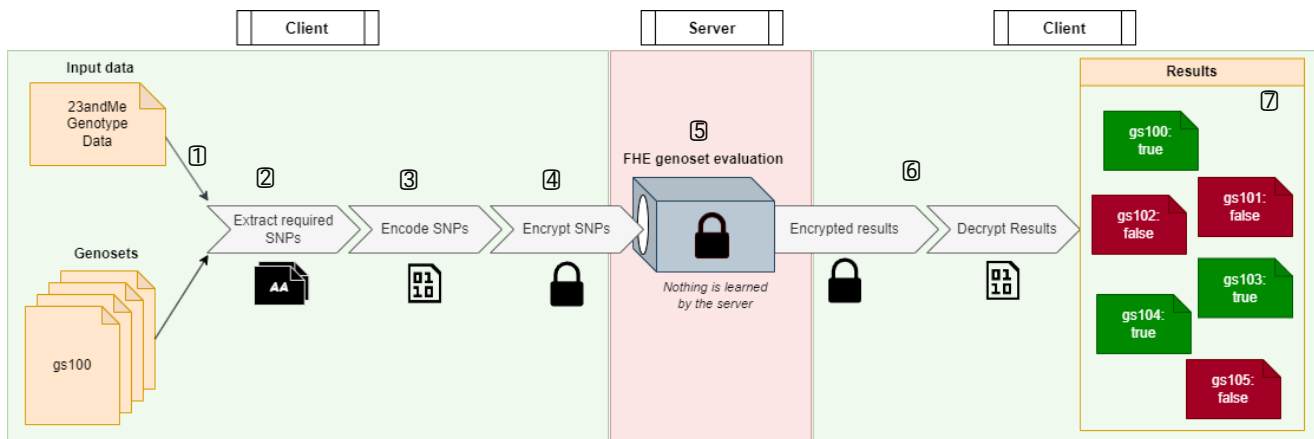 Client
Server
Client
Input data
23andMe
Genotype
Data
1
2
3
4
5
6
7
FHE genoset evaluation
Extract required
SNPs
Encode SNPs
Encrypt SNPs
Encrypted results
Decrypt Results
AA
01
10
Nothing is learned
by the server
01
10
Genosets
gs100
Results
gs100:
true
gs101:
false
gs102:
false
gs103:
true
gs104:
true
gs105:
false